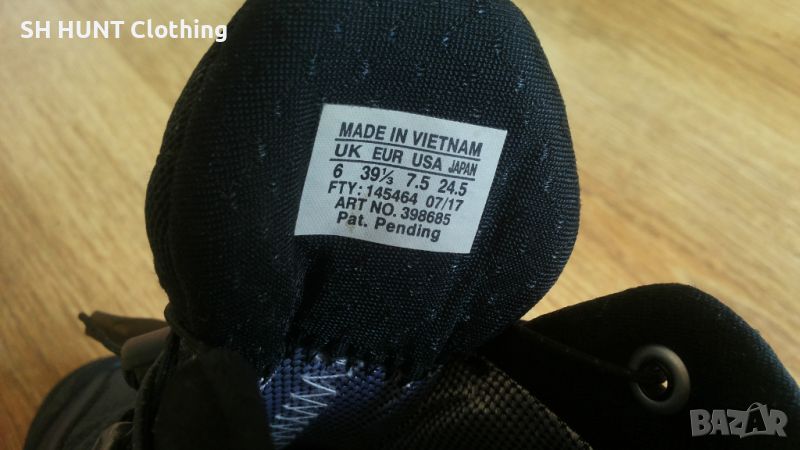 SH HUNT Clothing
MADE IN VIETNAM
UK EUR USA JAPAN
6 39⅓ 7.5 24.5
FTY: 145464 07/17
ART NO. 398685
Pat. Pending
BAZAR